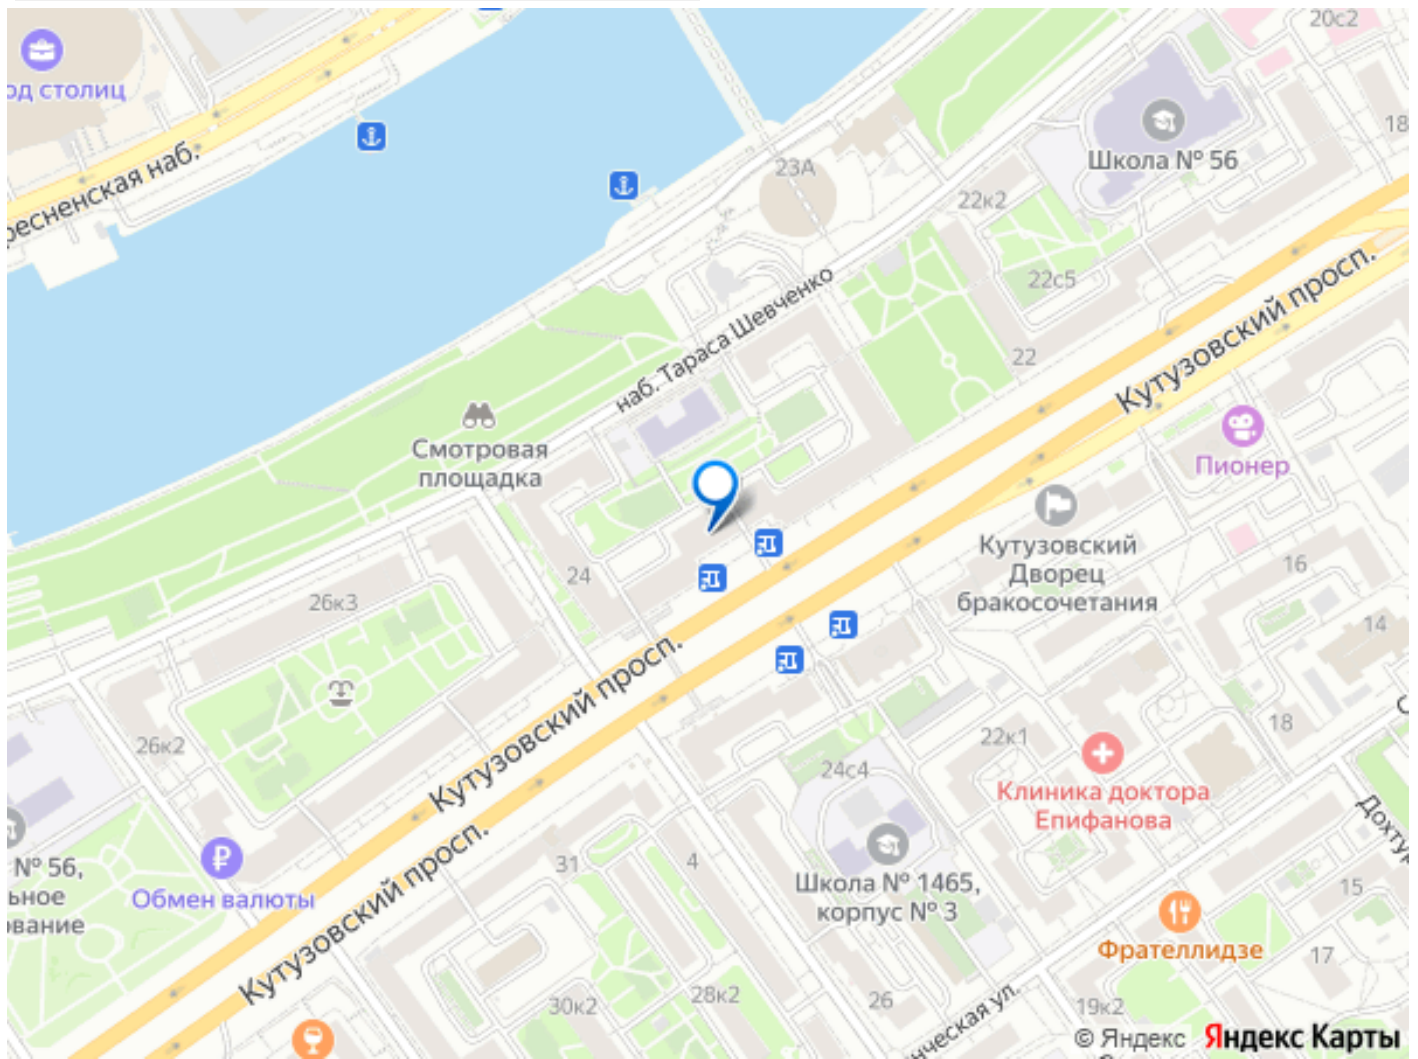 20с2
од столиц
18
Школа № 56
ресненская наб.
23А
22к2
22с5
Кутузовский просп.
наб. Тараса Шевченко
22
Смотровая
площадка
Пионер
Кутузовский
Дворец
бракосочетания
16
24
26к3
14
Кутузовский просп.
18
26к2
22к1
24с4
Клиника доктора
Епифанова
Дохтур
31
4
№ 56,
ьное
ование
Обмен валюты
Школа № 1465,
корпус № 3
15
Кутузовский просп.
Фрателлидзе
17
30к2
28к2
26
ническая ул.
19к2
© Яндекс Яндекс Карты